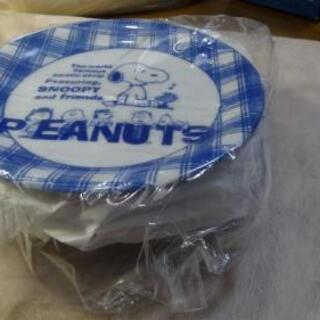 The world
famous
comic strip
Featuring
SNOOPY
and friends
PEANUTS